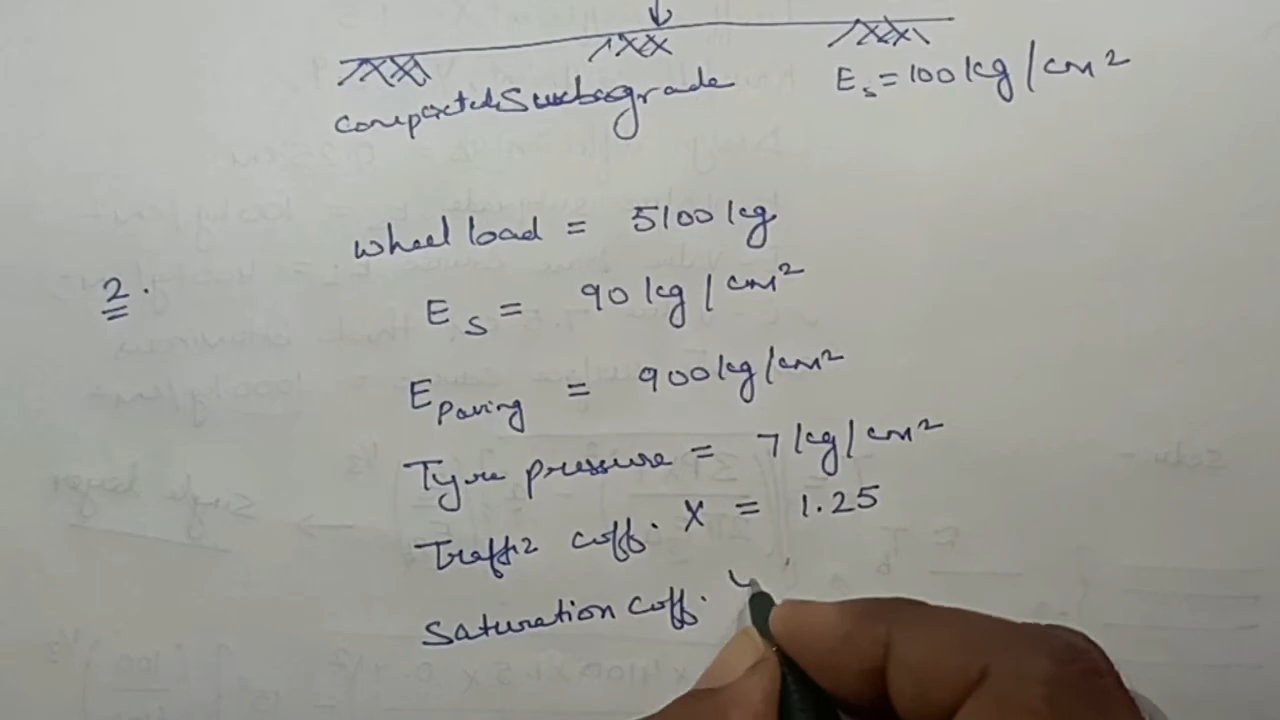 Compacted Subgrade Es = 100 kg/cm²
wheel load = 5100 kg
2. Es = 90 kg/cm²
E paving = 900 kg/cm²
Tyre pressure = 7 kg/cm²
Traffic coff. X = 1.25
Saturation coff.